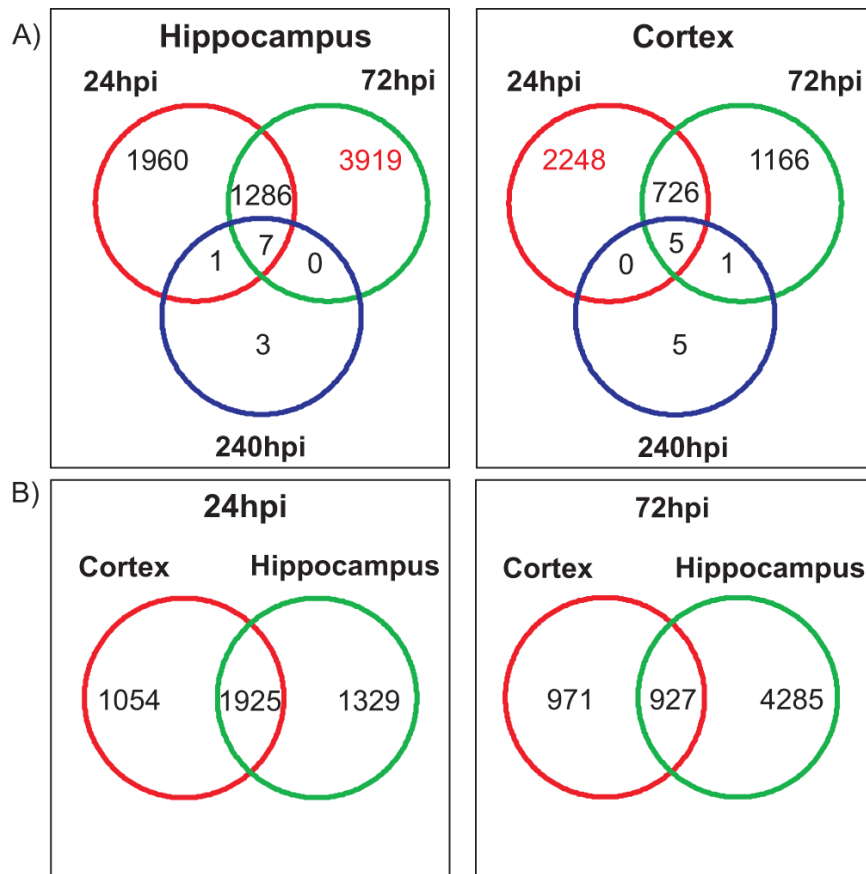 A)
Hippocampus
24hpi 72hpi
1960 3919
1286
1 7 0
3
240hpi
Cortex
24hpi 72hpi
2248 1166
726
0 5 1
5
240hpi
B)
24hpi
Cortex Hippocampus
1054 1925 1329
72hpi
Cortex Hippocampus
971 927 4285